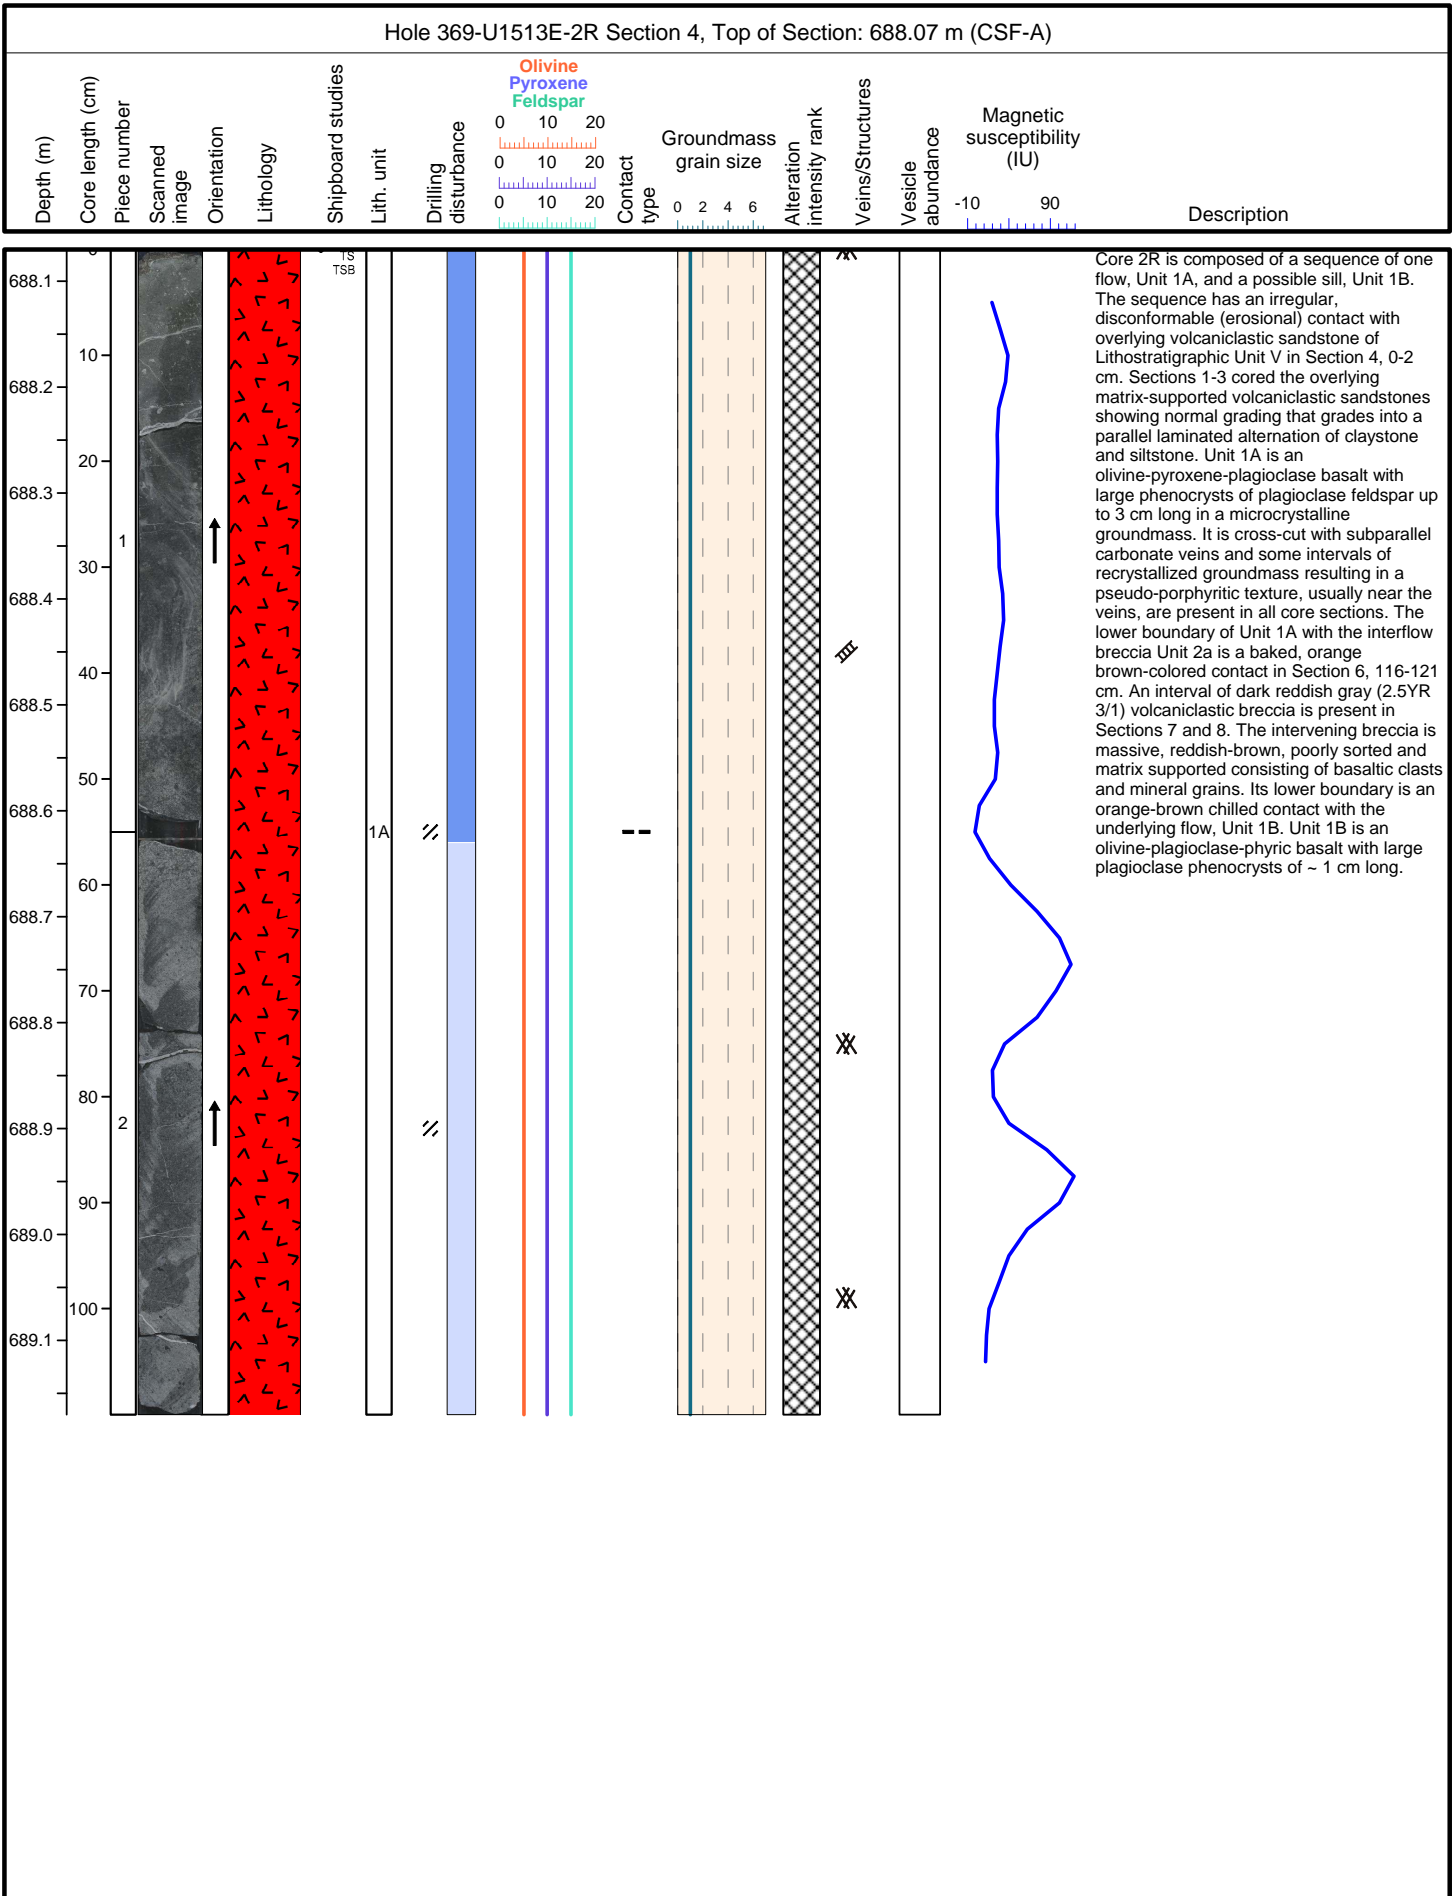 Hole 369-U1513E-2R Section 4, Top of Section: 688.07 m (CSF-A)
Depth (m)
Core length (cm)
Piece number
Scanned
image
Orientation
Lithology
Shipboard studies
Lith. unit
Drilling
disturbance
Olivine
Pyroxene
Feldspar
0 10 20
0 10 20
0 10 20
Contact
type
Groundmass
grain size
0 2 4 6
Alteration
intensity rank
Veins/Structures
Vesicle
abundance
Magnetic
susceptibility
(IU)
-10 90
Description
TS
TSB
688.1
10
688.2
20
688.3
1
30
688.4
40
688.5
50
688.6
1A
60
688.7
70
688.8
80
2
688.9
90
689.0
100
689.1
Core 2R is composed of a sequence of one
flow, Unit 1A, and a possible sill, Unit 1B.
The sequence has an irregular,
disconformable (erosional) contact with
overlying volcaniclastic sandstone of
Lithostratigraphic Unit V in Section 4, 0-2
cm. Sections 1-3 cored the overlying
matrix-supported volcaniclastic sandstones
showing normal grading that grades into a
parallel laminated alternation of claystone
and siltstone. Unit 1A is an
olivine-pyroxene-plagioclase basalt with
large phenocrysts of plagioclase feldspar up
to 3 cm long in a microcrystalline
groundmass. It is cross-cut with subparallel
carbonate veins and some intervals of
recrystallized groundmass resulting in a
pseudo-porphyritic texture, usually near the
veins, are present in all core sections. The
lower boundary of Unit 1A with the interflow
breccia Unit 2a is a baked, orange
brown-colored contact in Section 6, 116-121
cm. An interval of dark reddish gray (2.5YR
3/1) volcaniclastic breccia is present in
Sections 7 and 8. The intervening breccia is
massive, reddish-brown, poorly sorted and
matrix supported consisting of basaltic clasts
and mineral grains. Its lower boundary is an
orange-brown chilled contact with the
underlying flow, Unit 1B. Unit 1B is an
olivine-plagioclase-phyric basalt with large
plagioclase phenocrysts of ~ 1 cm long.